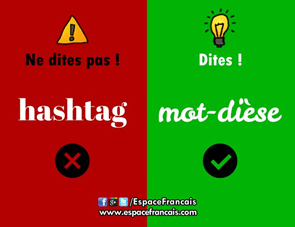 Ne dites pas !
Dites !
hashtag
mot-dièse
/EspaceFrancais
www.espacefrancais.com